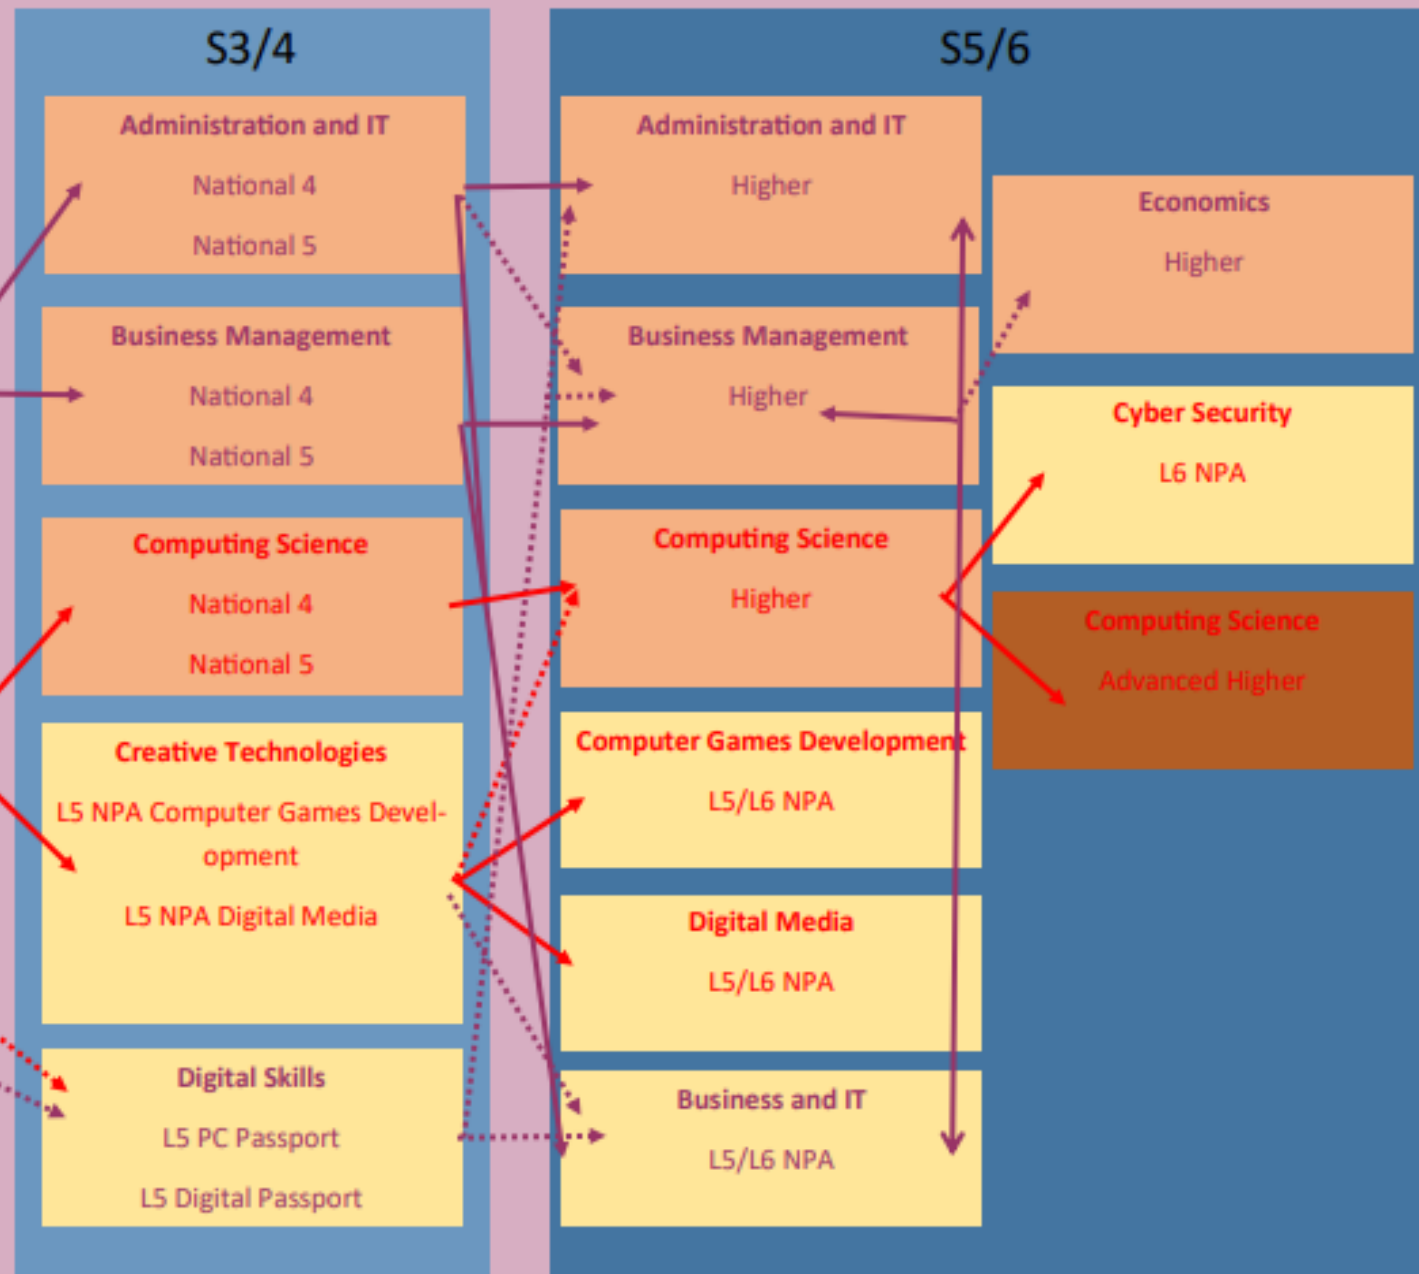 S3/4
Administration and IT
National 4
National 5
Business Management
National 4
National 5
Computing Science
National 4
National 5
Creative Technologies
L5 NPA Computer Games Devel-
opment
L5 NPA Digital Media
Digital Skills
L5 PC Passport
L5 Digital Passport
S5/6
Administration and IT
Higher
Business Management
Higher
Computing Science
Higher
Computer Games Development
L5/L6 NPA
Digital Media
L5/L6 NPA
Business and IT
L5/L6 NPA
Economics
Higher
Cyber Security
L6 NPA
Computing Science
Advanced Higher